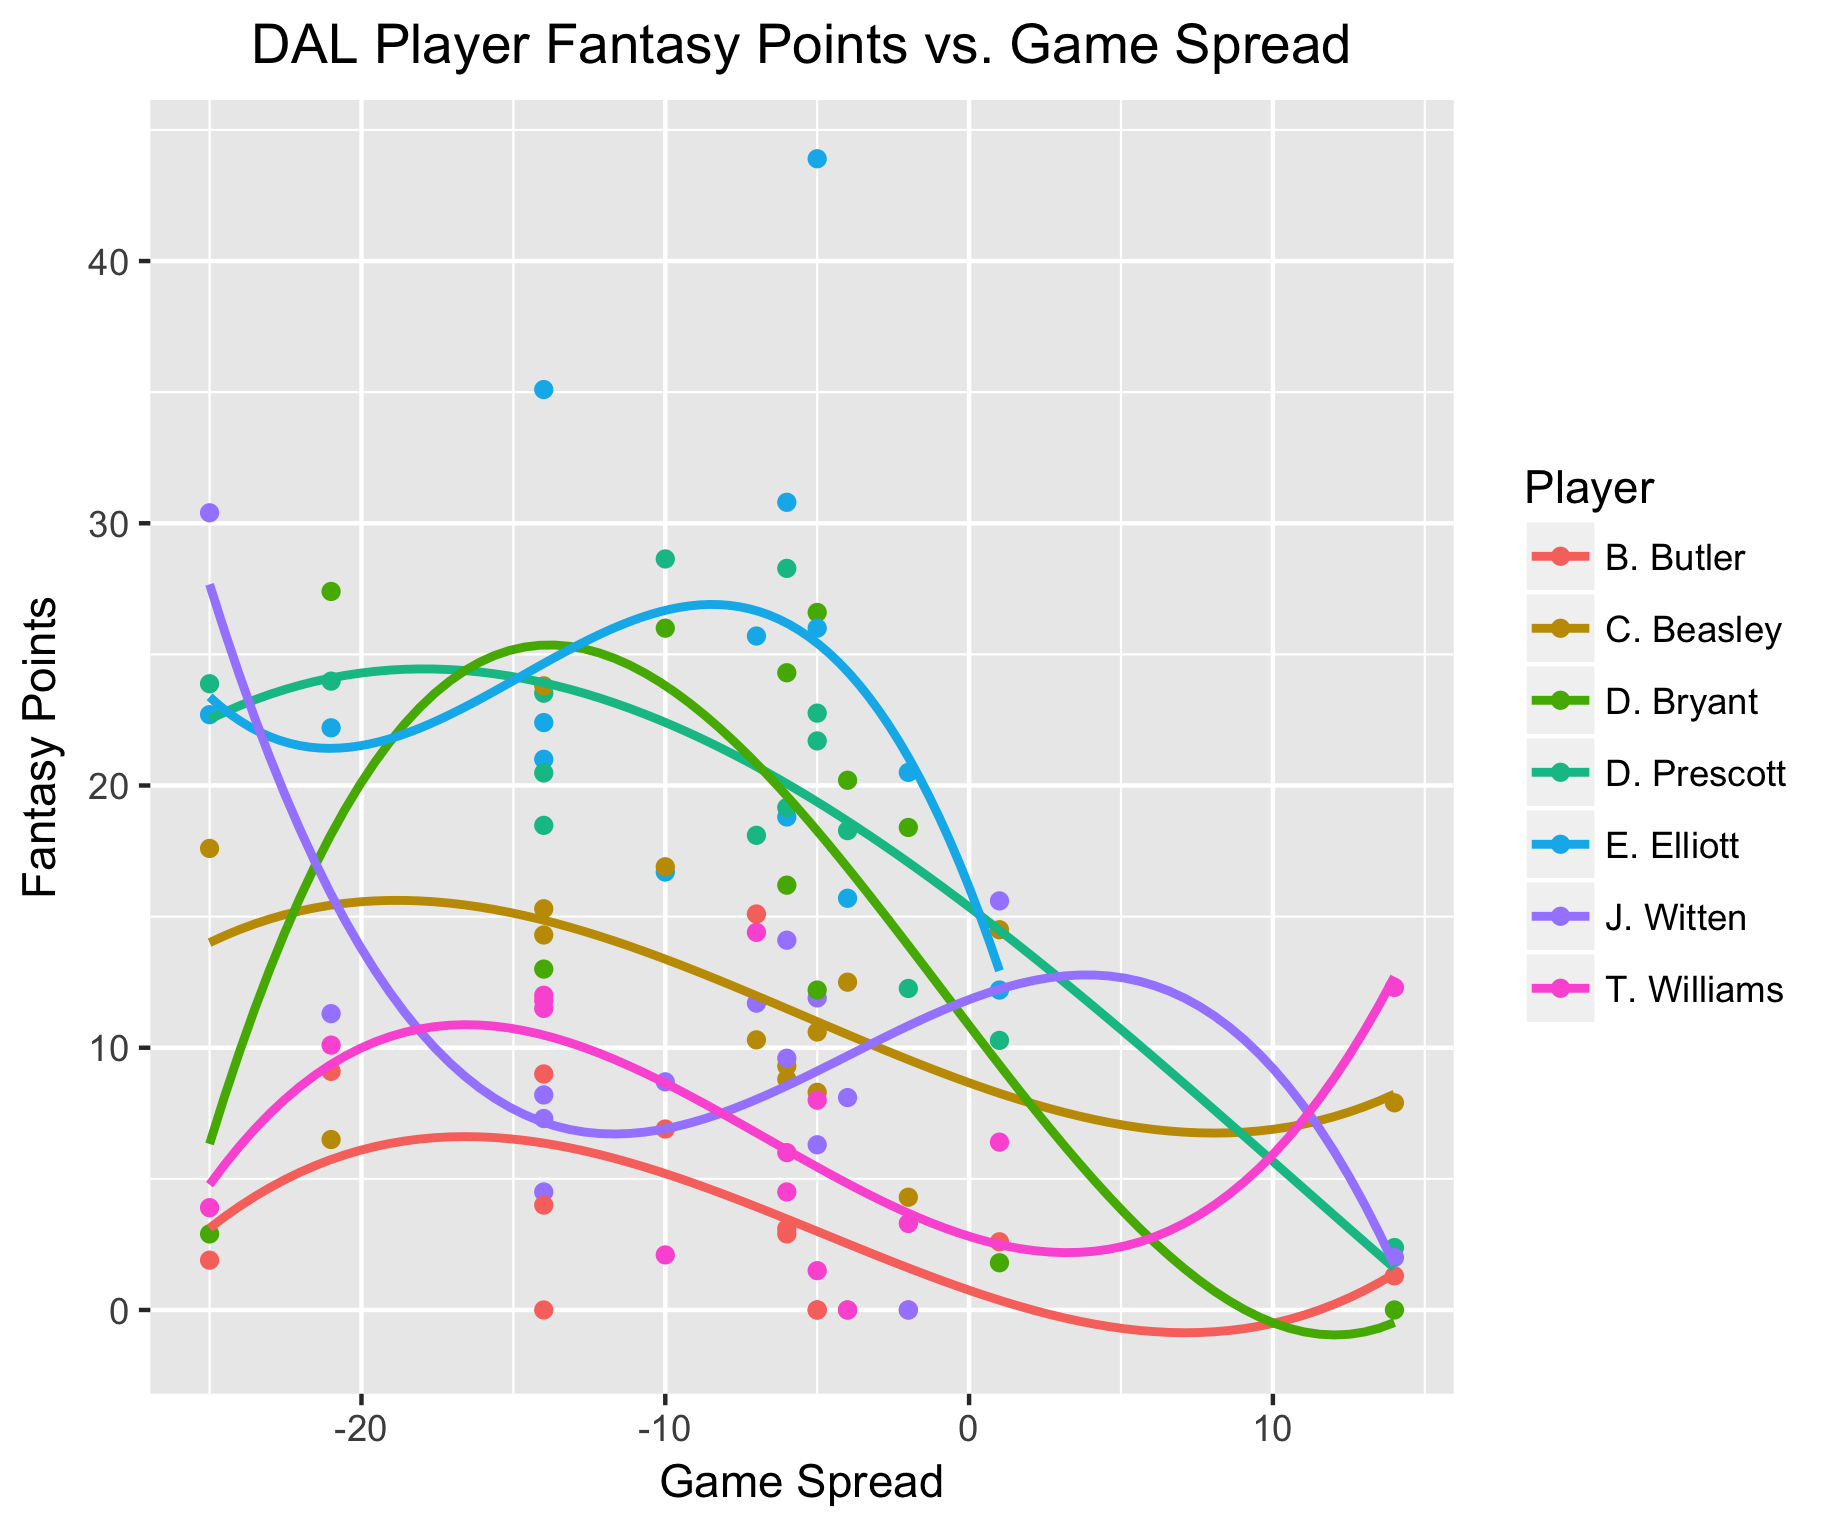 DAL Player Fantasy Points vs. Game Spread
40
30
20
10
0
Fantasy Points
-20
-10
0
10
Game Spread
Player
B. Butler
C. Beasley
D. Bryant
D. Prescott
E. Elliott
J. Witten
T. Williams